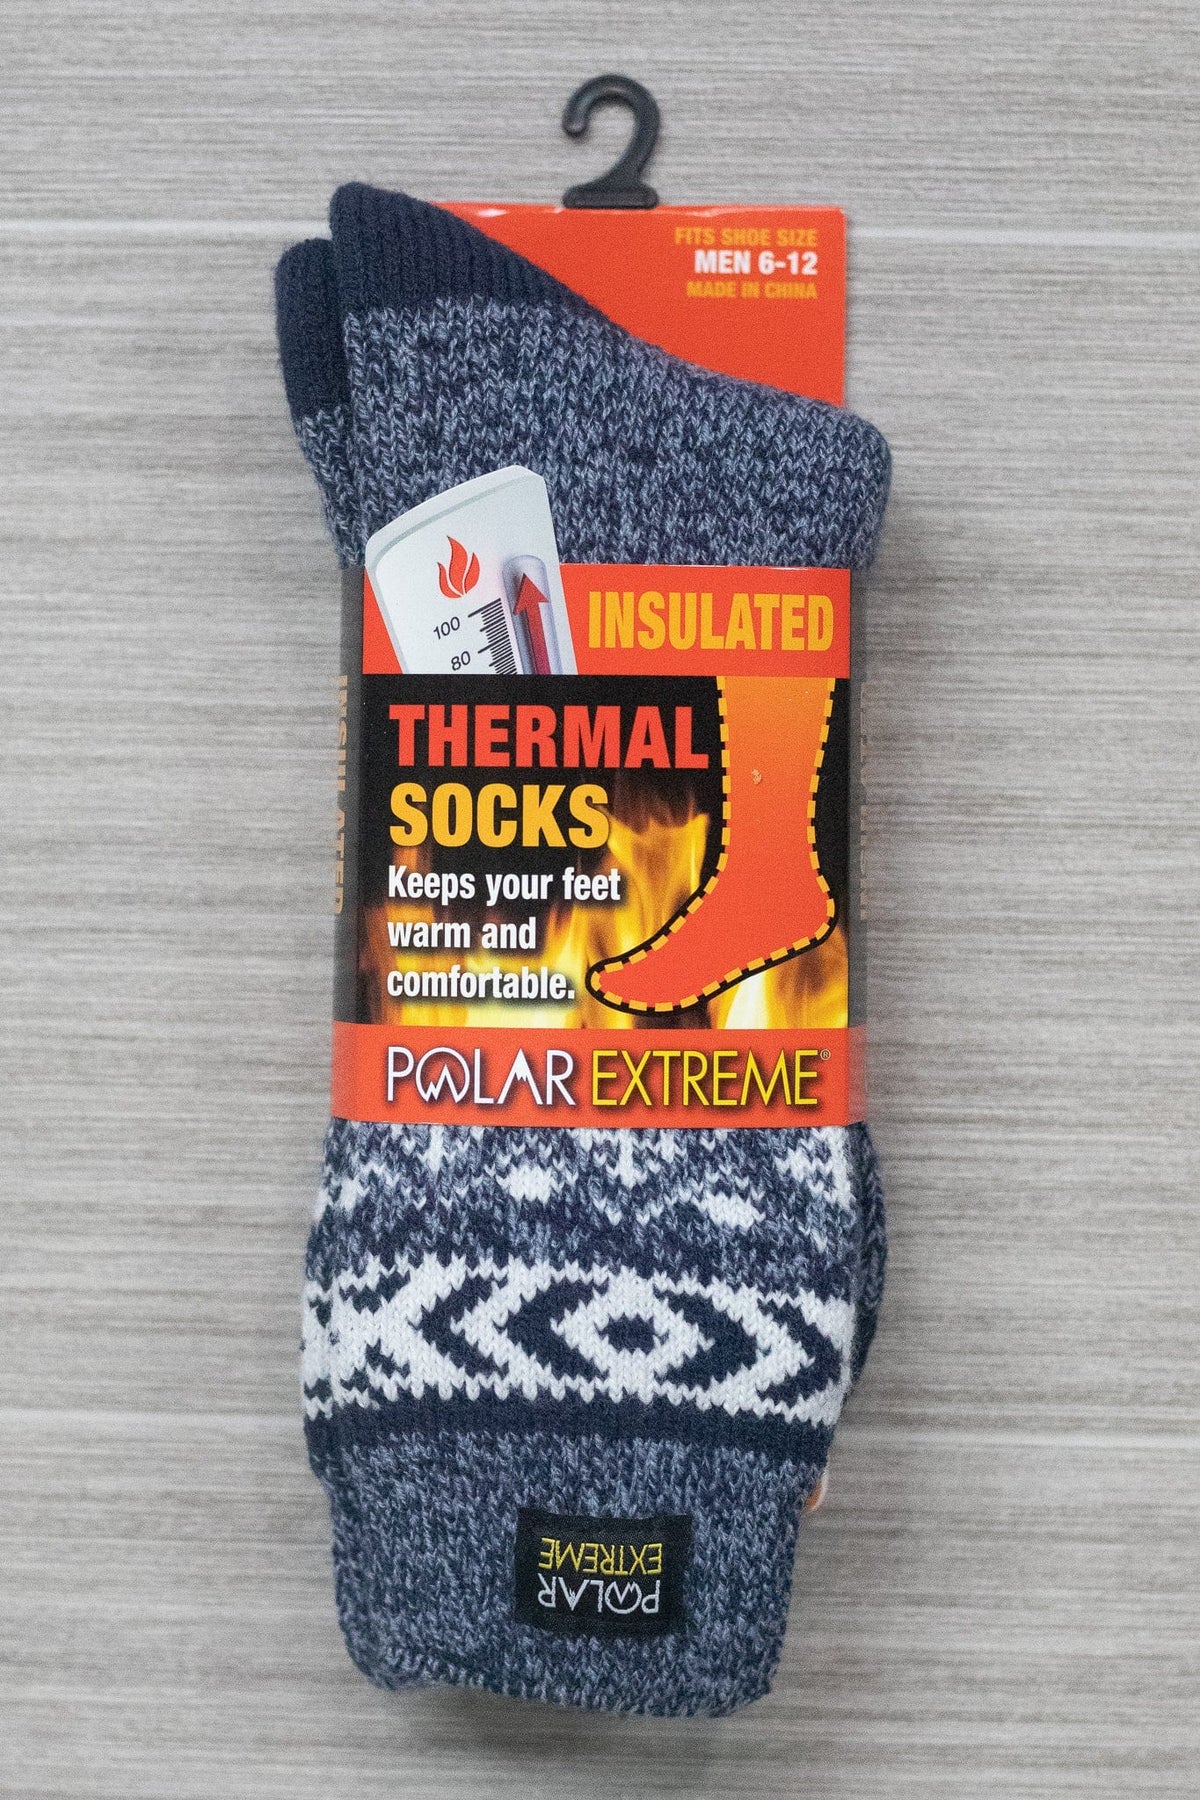 FITS SHOE SIZE
MEN 6-12
MADE IN CHINA
INSULATED
100
80
THERMAL
SOCKS
Keeps your feet
warm and
comfortable.
INSULATED
POLAR EXTREME®
POLAR
EXTREME